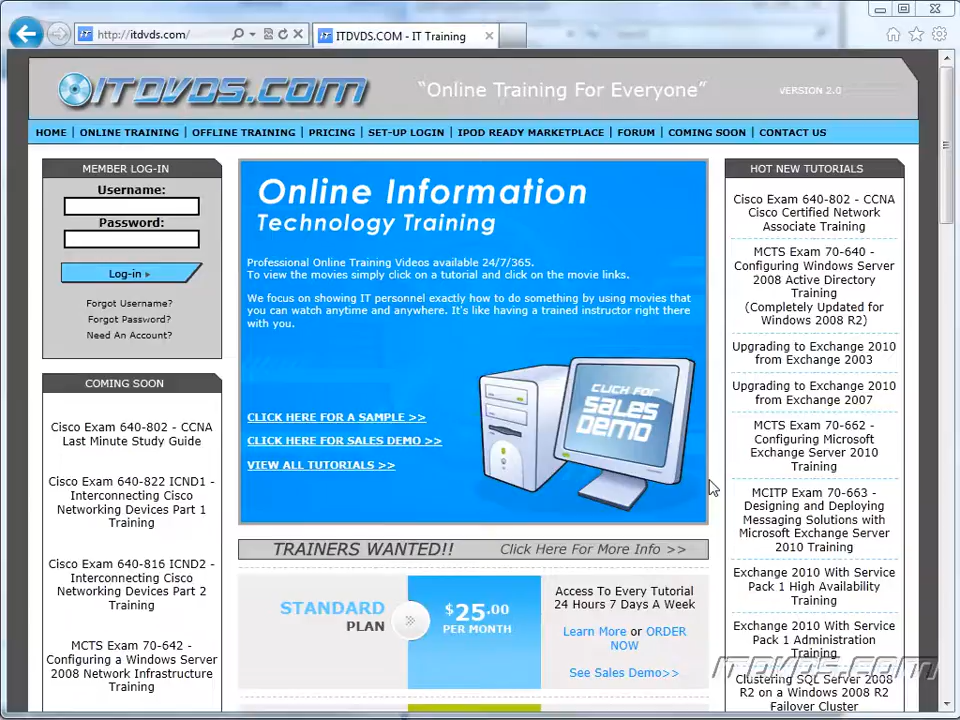 http://itdvds.com/
ITDVDS.COM - IT Training
ITDVDS.COM
“Online Training For Everyone”
VERSION 2.0
HOME | ONLINE TRAINING | OFFLINE TRAINING | PRICING | SET-UP LOGIN | IPOD READY MARKETPLACE | FORUM | COMING SOON | CONTACT US
MEMBER LOG-IN
Username:
Password:
Log-in
Forgot Username?
Forgot Password?
Need An Account?
COMING SOON
Cisco Exam 640-802 - CCNA
Last Minute Study Guide
Cisco Exam 640-822 ICND1 -
Interconnecting Cisco
Networking Devices Part 1
Training
Cisco Exam 640-816 ICND2 -
Interconnecting Cisco
Networking Devices Part 2
Training
MCTS Exam 70-642 -
Configuring a Windows Server
2008 Network Infrastructure
Training
Online Information
Technology Training
Professional Online Training Videos available 24/7/365.
To view the movies simply click on a tutorial and click on the movie links.
We focus on showing IT personnel exactly how to do something by using movies that
you can watch anytime and anywhere. It's like having a trained instructor right there
with you.
CLICK HERE FOR A SAMPLE >>
CLICK HERE FOR SALES DEMO >>
VIEW ALL TUTORIALS >>
CLICK FOR
SALES
DEMO
TRAINERS WANTED!! Click Here For More Info >>
STANDARD
PLAN
$25.00
PER MONTH
Access To Every Tutorial
24 Hours 7 Days A Week
Learn More or ORDER
NOW
See Sales Demo>>
HOT NEW TUTORIALS
Cisco Exam 640-802 - CCNA
Cisco Certified Network
Associate Training
MCTS Exam 70-640 -
Configuring Windows Server
2008 Active Directory
Training
(Completely Updated for
Windows 2008 R2)
Upgrading to Exchange 2010
from Exchange 2003
Upgrading to Exchange 2010
from Exchange 2007
MCTS Exam 70-662 -
Configuring Microsoft
Exchange Server 2010
Training
MCITP Exam 70-663 -
Designing and Deploying
Messaging Solutions with
Microsoft Exchange Server
2010 Training
Exchange 2010 With Service
Pack 1 High Availability
Training
Exchange 2010 With Service
Pack 1 Administration
Training
Clustering SQL Server 2008
R2 on a Windows 2008 R2
Failover Cluster
ITDVDS.COM